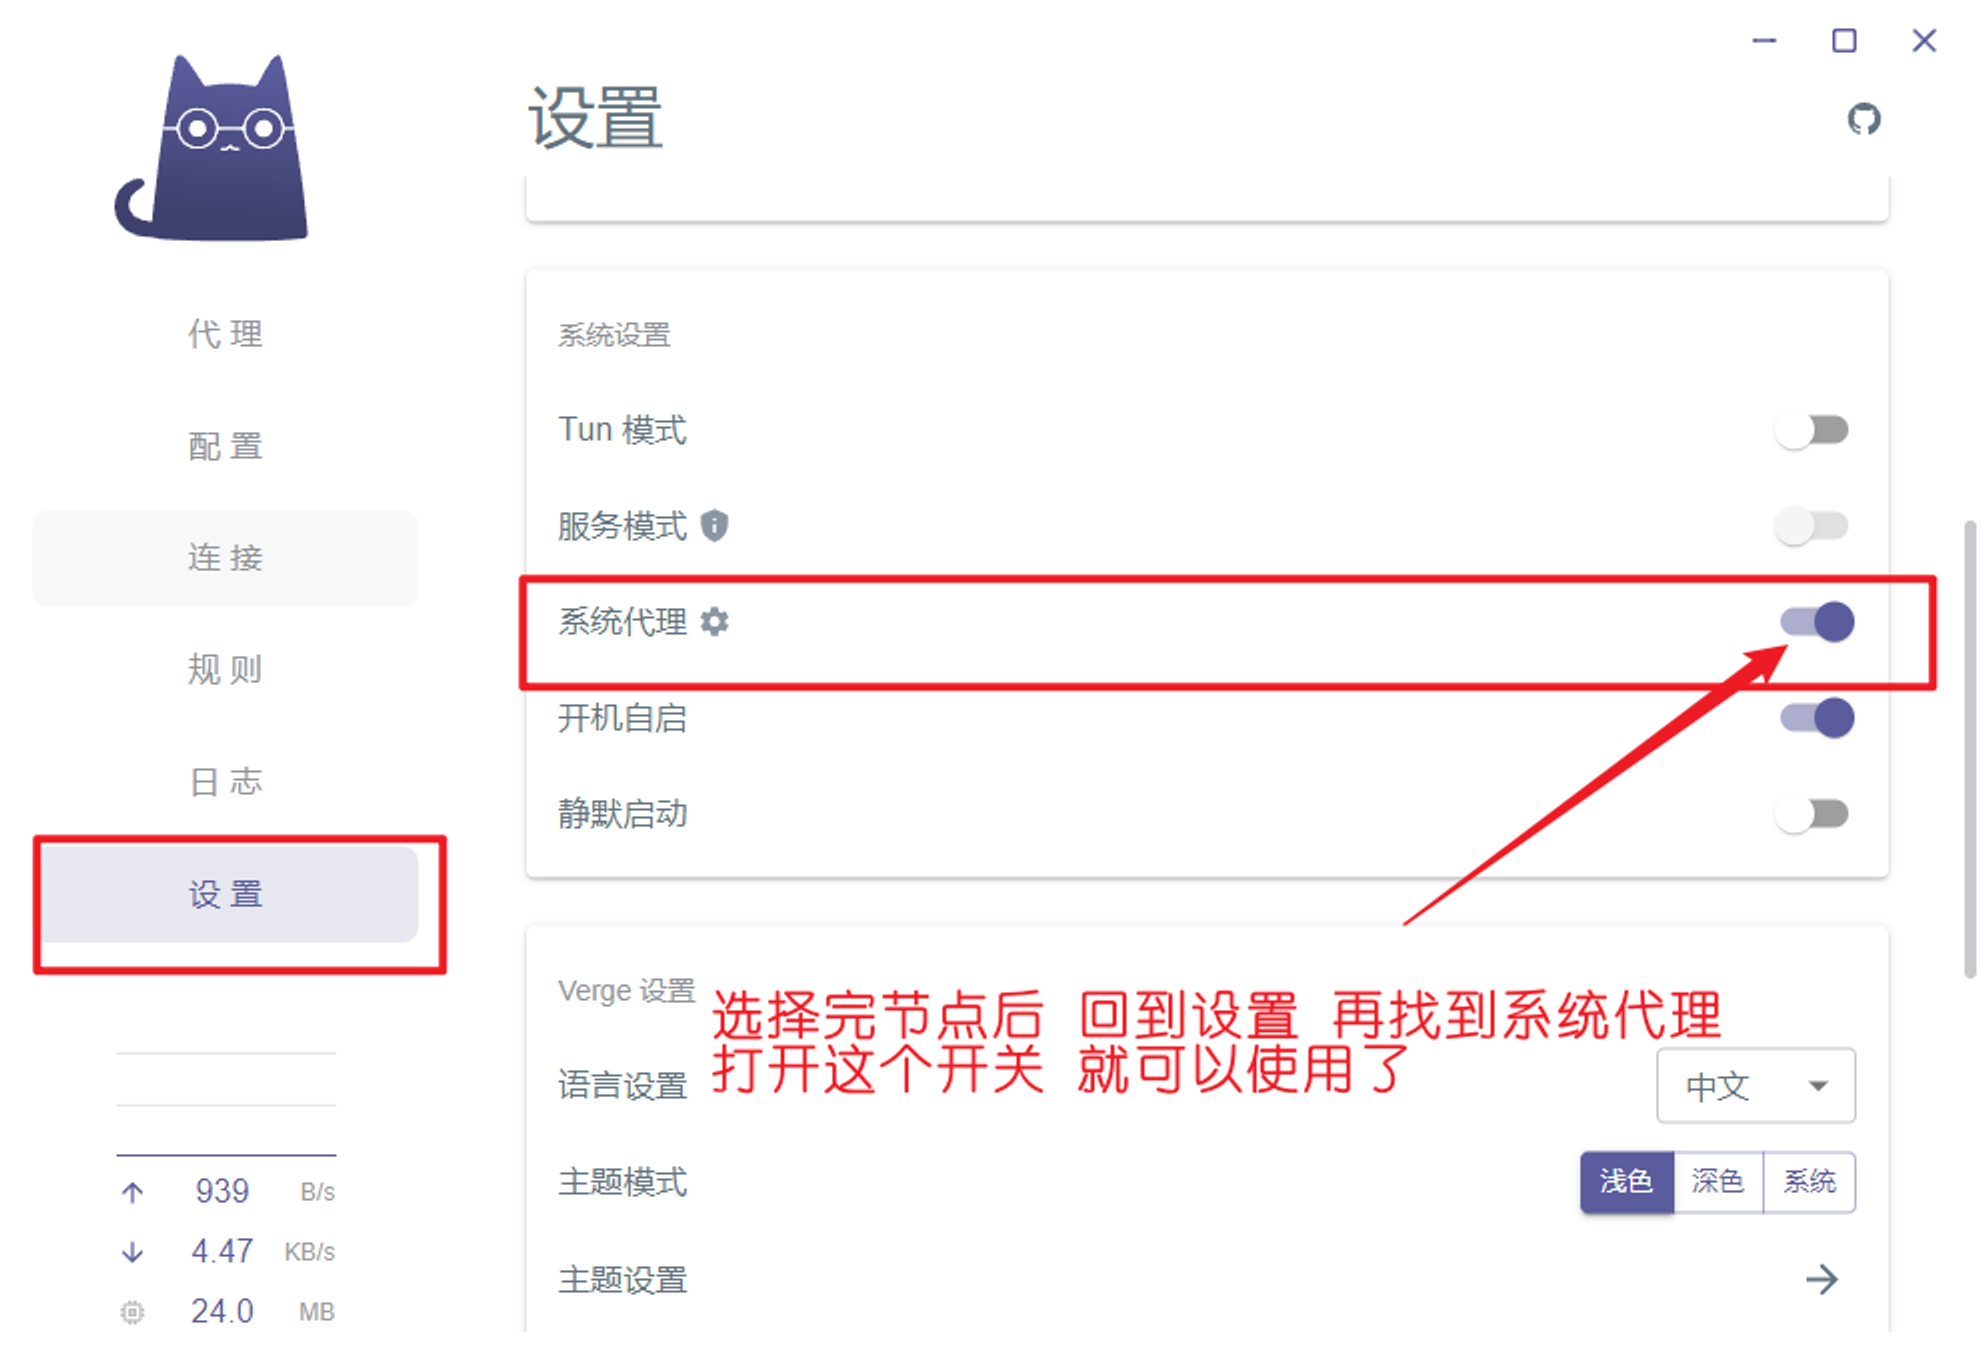 设置
代理
配置
连接
规则
日志
设置
939 B/s
4.47 KB/s
24.0 MB
系统设置
Tun 模式
服务模式
系统代理
开机自启
静默启动
Verge 设置
选择完节点后 回到设置 再找到系统代理
打开这个开关 就可以使用了
语言设置 中文
主题模式 浅色 深色 系统
主题设置